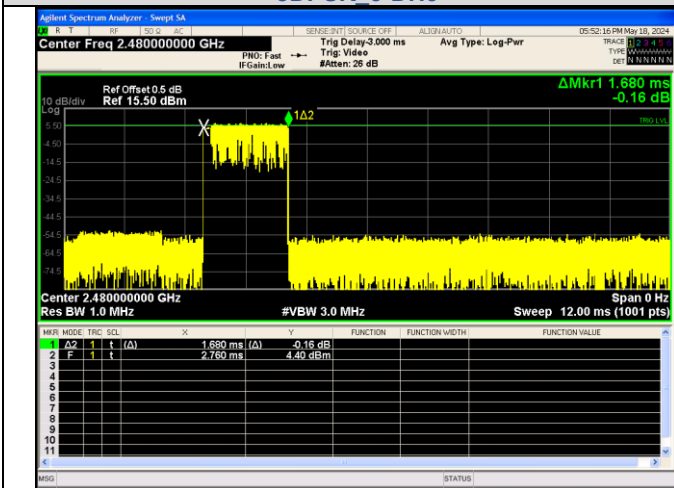 Agilent Spectrum Analyzer - Swept SA
R T RF 50 Ω AC SENSE:INT SOURCE OFF ALIGN AUTO 05:52:16 PM May 18, 2024
Center Freq 2.480000000 GHz
Trig Delay-3.000 ms Avg Type: Log-Pwr TRACE 1 2 3 4 5 6
PNO: Fast Trig: Video TYPE
IFGain:Low #Atten: 26 dB DET N N N N N N
ΔMkr1 1.680 ms
-0.16 dB
Ref Offset 0.5 dB
10 dB/div Ref 15.50 dBm
Log
1Δ2
TRIG LVL
5.50
-4.50
-14.5
-24.5
-34.5
-44.5
-54.5
-64.5
-74.5
Center 2.480000000 GHz Span 0 Hz
Res BW 1.0 MHz #VBW 3.0 MHz Sweep 12.00 ms (1001 pts)
MKR MODE TRC SCL X Y FUNCTION FUNCTION WIDTH FUNCTION VALUE
1 Δ2 1 t (Δ) 1.680 ms (Δ) -0.16 dB
2 F 1 t 2.760 ms 4.40 dBm
3
4
5
6
7
8
9
10
11
MSG STATUS